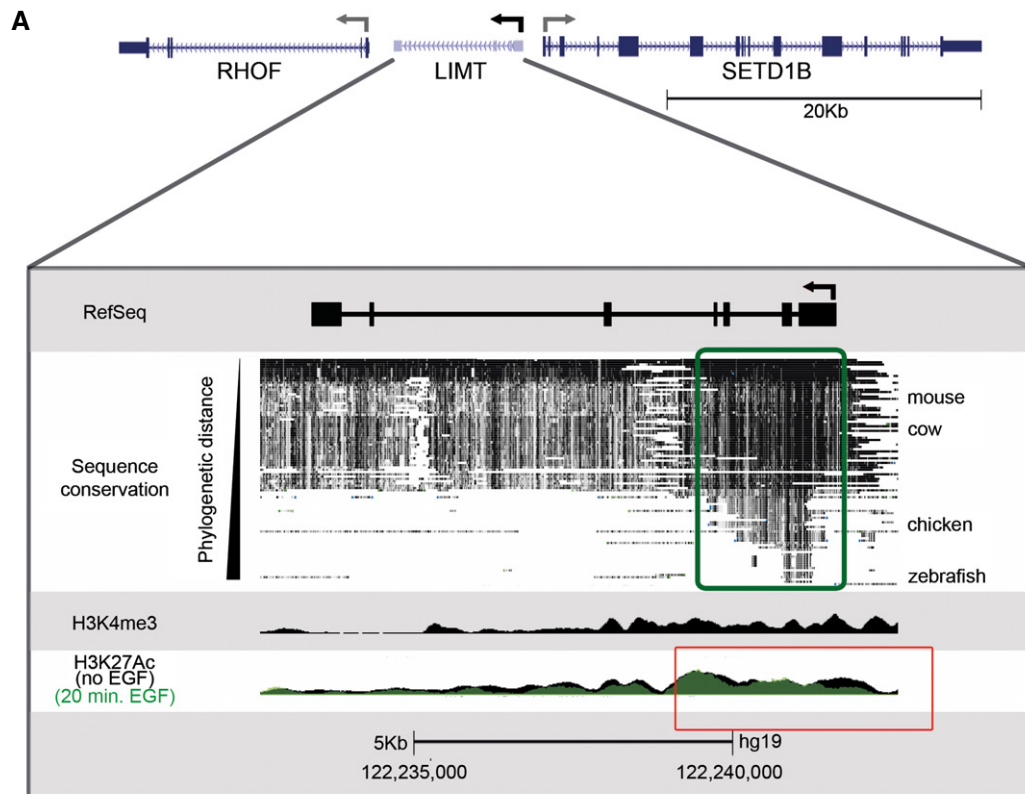 A
RHOF
LIMT
SETD1B
20Kb
RefSeq
Phylogenetic distance
Sequence
conservation
mouse
cow
chicken
zebrafish
H3K4me3
H3K27Ac
(no EGF)
(20 min. EGF)
5Kb
hg19
122,235,000
122,240,000